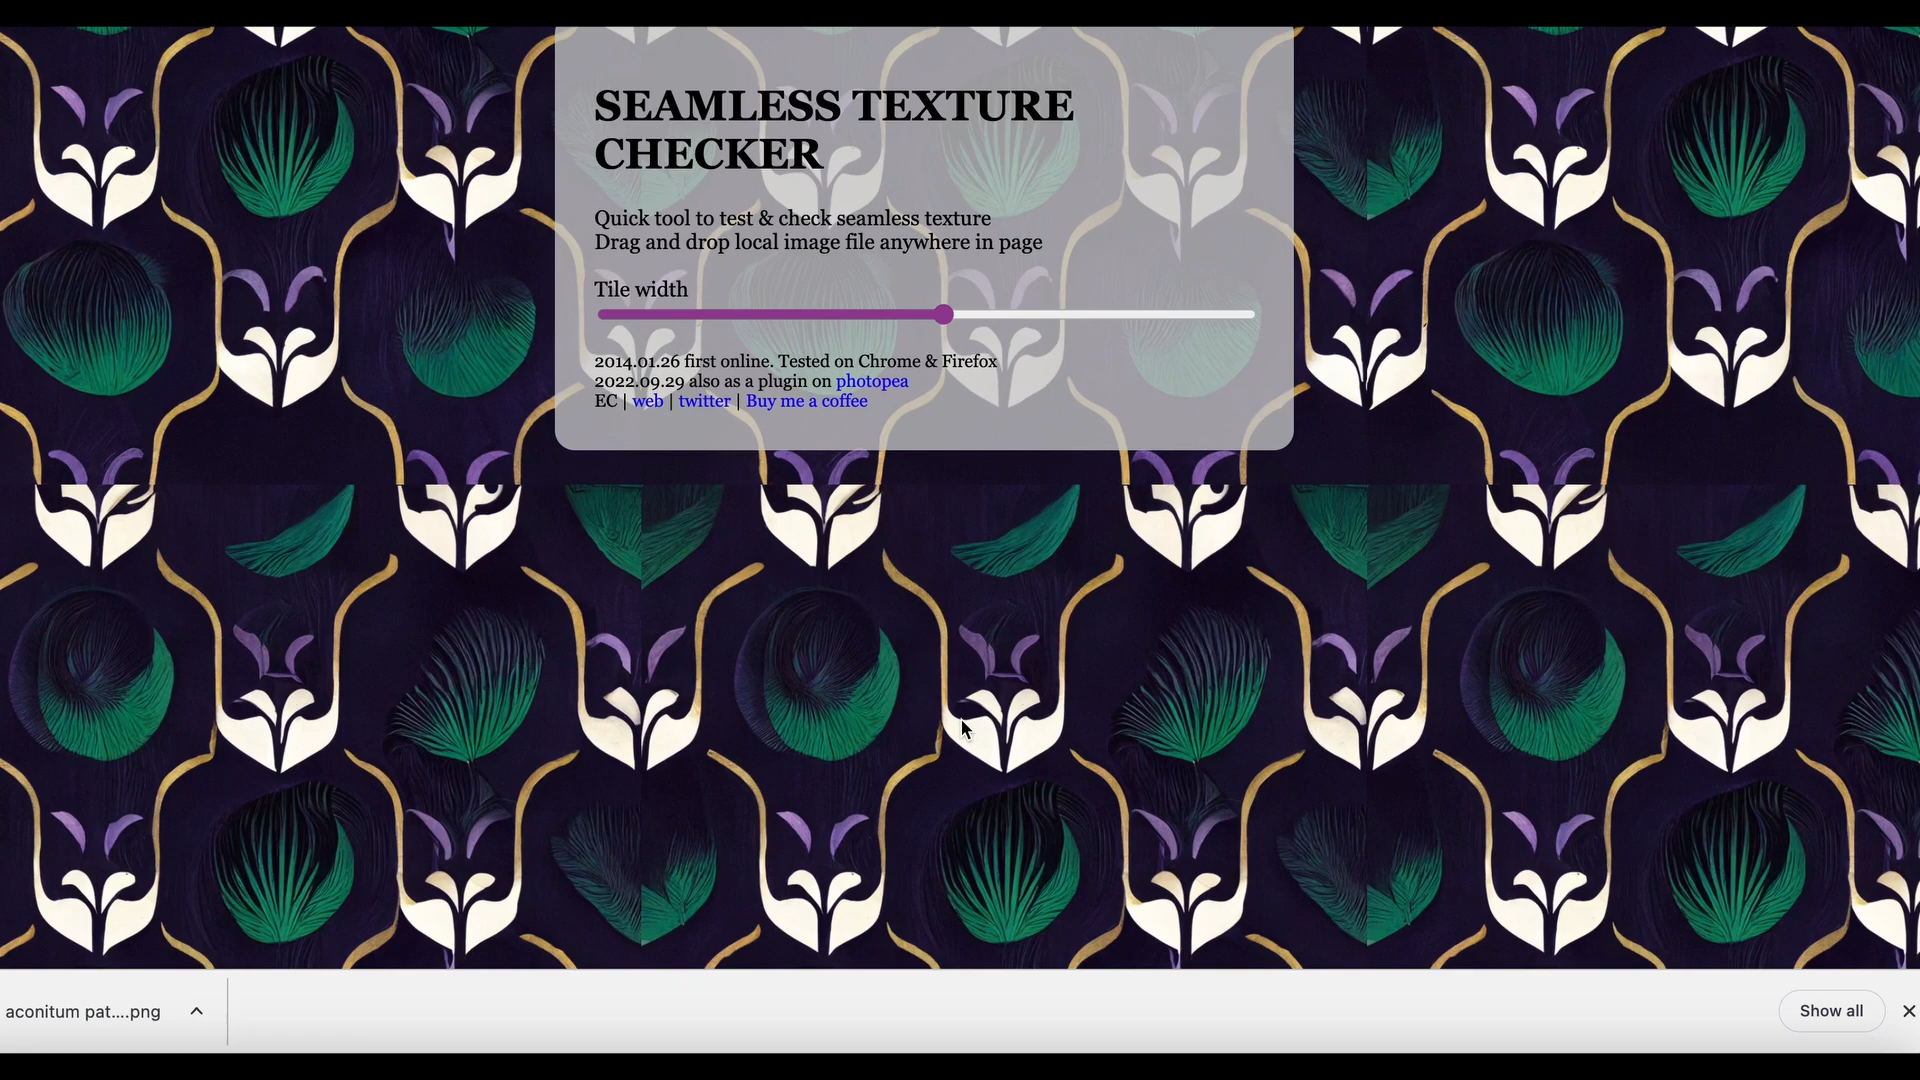 SEAMLESS TEXTURE
CHECKER
Quick tool to test & check seamless texture
Drag and drop local image file anywhere in page
Tile width
2014.01.26 first online. Tested on Chrome & Firefox
2022.09.29 also as a plugin on photopea
EC | web | twitter | Buy me a coffee
aconitum pat....png
Show all